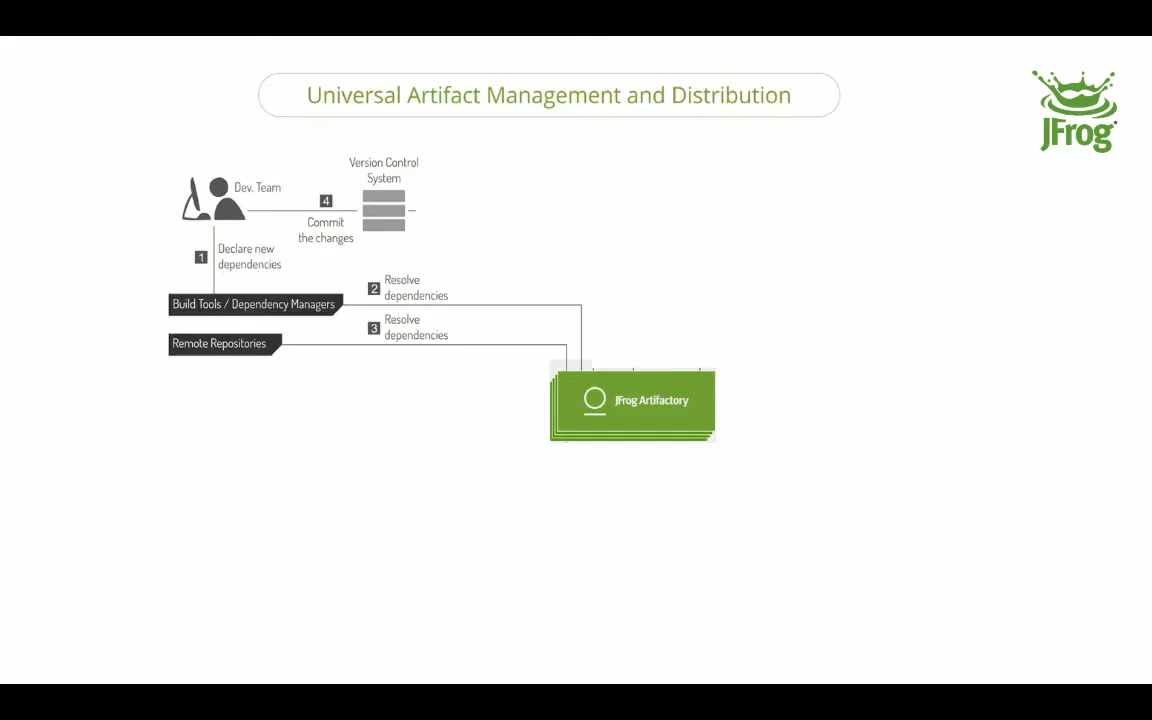 Universal Artifact Management and Distribution
JFrog
Version Control
System
Dev. Team
4
Commit
the changes
1
Declare new
dependencies
2
Resolve
dependencies
Build Tools / Dependency Managers
3
Resolve
dependencies
Remote Repositories
JFrog Artifactory